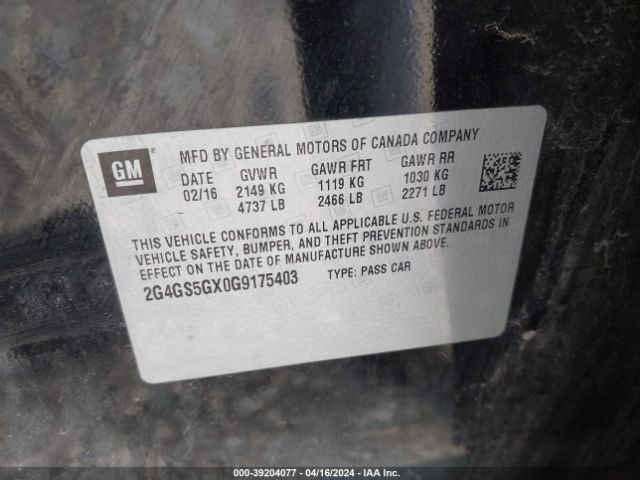 GM ®
MFD BY GENERAL MOTORS OF CANADA COMPANY
DATE GVWR GAWR FRT GAWR RR
02/16 2149 KG 1119 KG 1030 KG
4737 LB 2466 LB 2271 LB
THIS VEHICLE CONFORMS TO ALL APPLICABLE U.S. FEDERAL MOTOR
VEHICLE SAFETY, BUMPER, AND THEFT PREVENTION STANDARDS IN
EFFECT ON THE DATE OF MANUFACTURE SHOWN ABOVE.
2G4GS5GX0G9175403 TYPE: PASS CAR
000-39204077 - 04/16/2024 - IAA Inc.